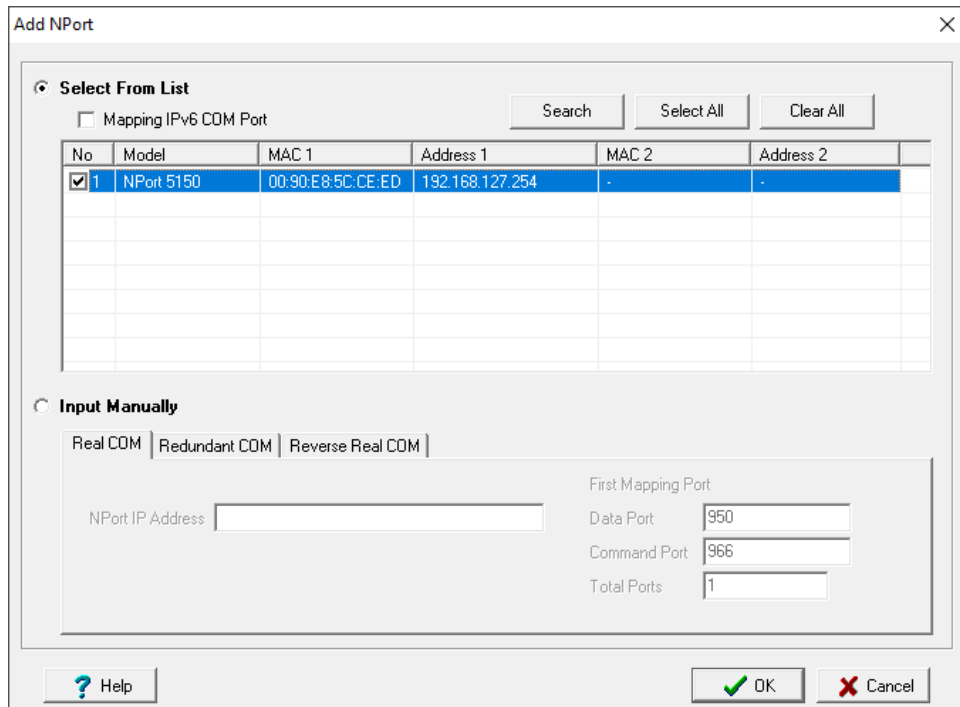 Add NPort
Select From List
Mapping IPv6 COM Port
Search
Select All
Clear All
No Model MAC 1 Address 1 MAC 2 Address 2
1 NPort 5150 00:90:E8:5C:CE:ED 192.168.127.254 - -
Input Manually
Real COM Redundant COM Reverse Real COM
First Mapping Port
NPort IP Address
Data Port 950
Command Port 966
Total Ports 1
? Help
OK
Cancel